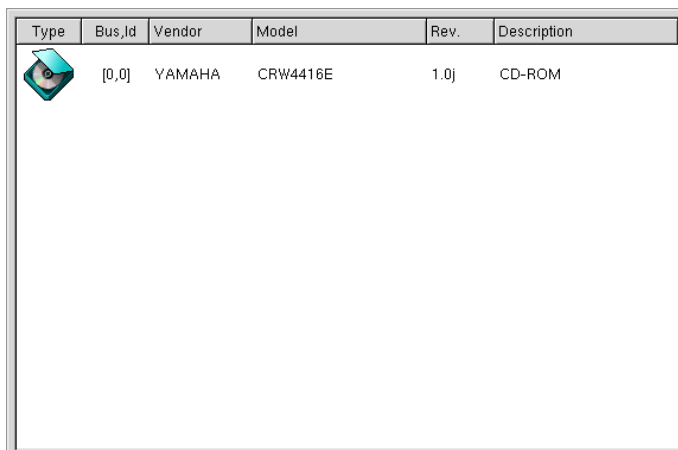 Type Bus,Id Vendor Model Rev. Description
[0,0] YAMAHA CRW4416E 1.0j CD-ROM